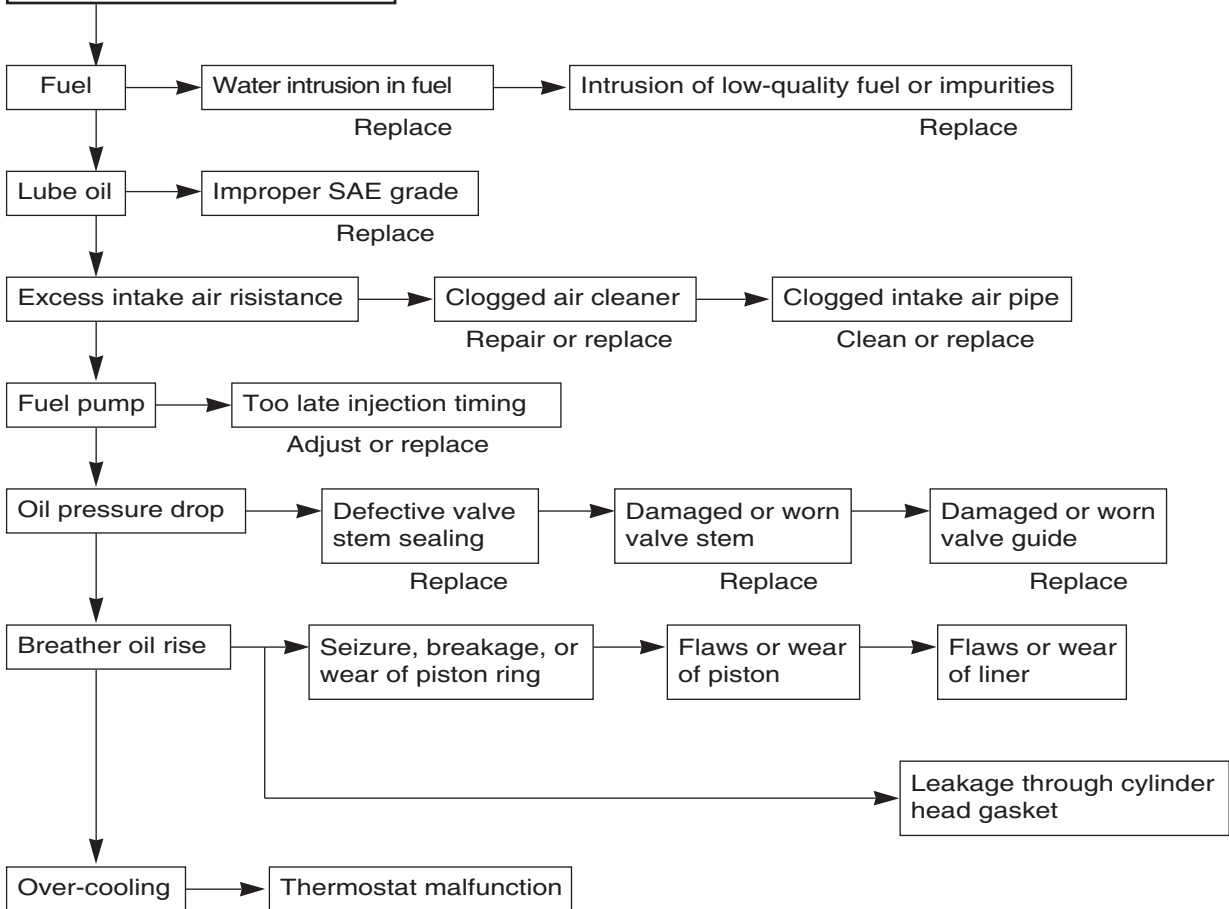 Fuel
Water intrusion in fuel
Intrusion of low-quality fuel or impurities
Replace
Replace
Lube oil
Improper SAE grade
Replace
Excess intake air risistance
Clogged air cleaner
Clogged intake air pipe
Repair or replace
Clean or replace
Fuel pump
Too late injection timing
Adjust or replace
Oil pressure drop
Defective valve
stem sealing
Damaged or worn
valve stem
Damaged or worn
valve guide
Replace
Replace
Replace
Breather oil rise
Seizure, breakage, or
wear of piston ring
Flaws or wear
of piston
Flaws or wear
of liner
Leakage through cylinder
head gasket
Over-cooling
Thermostat malfunction